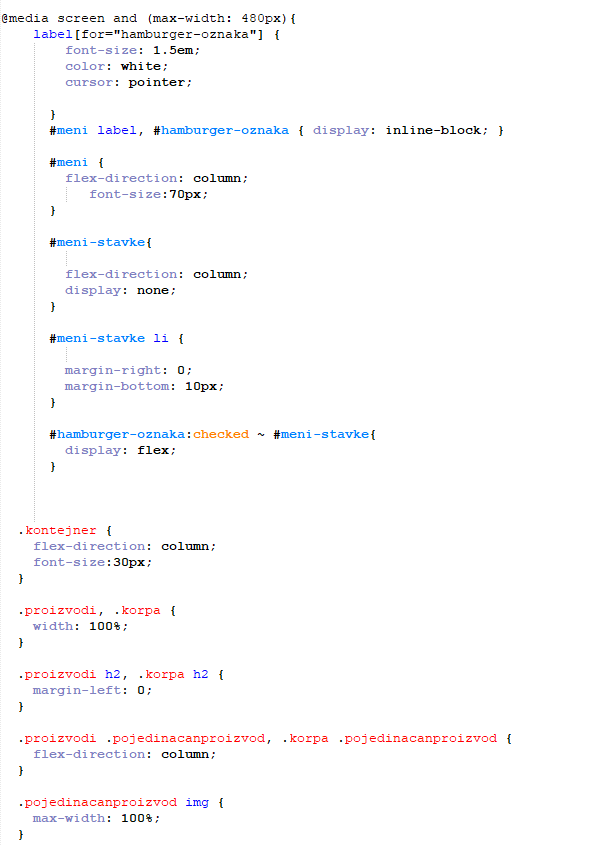 @media screen and (max-width: 480px){
label[for="hamburger-oznaka"] {
font-size: 1.5em;
color: white;
cursor: pointer;
}
#meni label, #hamburger-oznaka { display: inline-block; }
#meni {
flex-direction: column;
font-size:70px;
}
#meni-stavke{
flex-direction: column;
display: none;
}
#meni-stavke li {
margin-right: 0;
margin-bottom: 10px;
}
#hamburger-oznaka:checked ~ #meni-stavke{
display: flex;
}
.kontejner {
flex-direction: column;
font-size:30px;
}
.proizvodi, .korpa {
width: 100%;
}
.proizvodi h2, .korpa h2 {
margin-left: 0;
}
.proizvodi .pojedinacanproizvod, .korpa .pojedinacanproizvod {
flex-direction: column;
}
.pojedinacanproizvod img {
max-width: 100%;
}